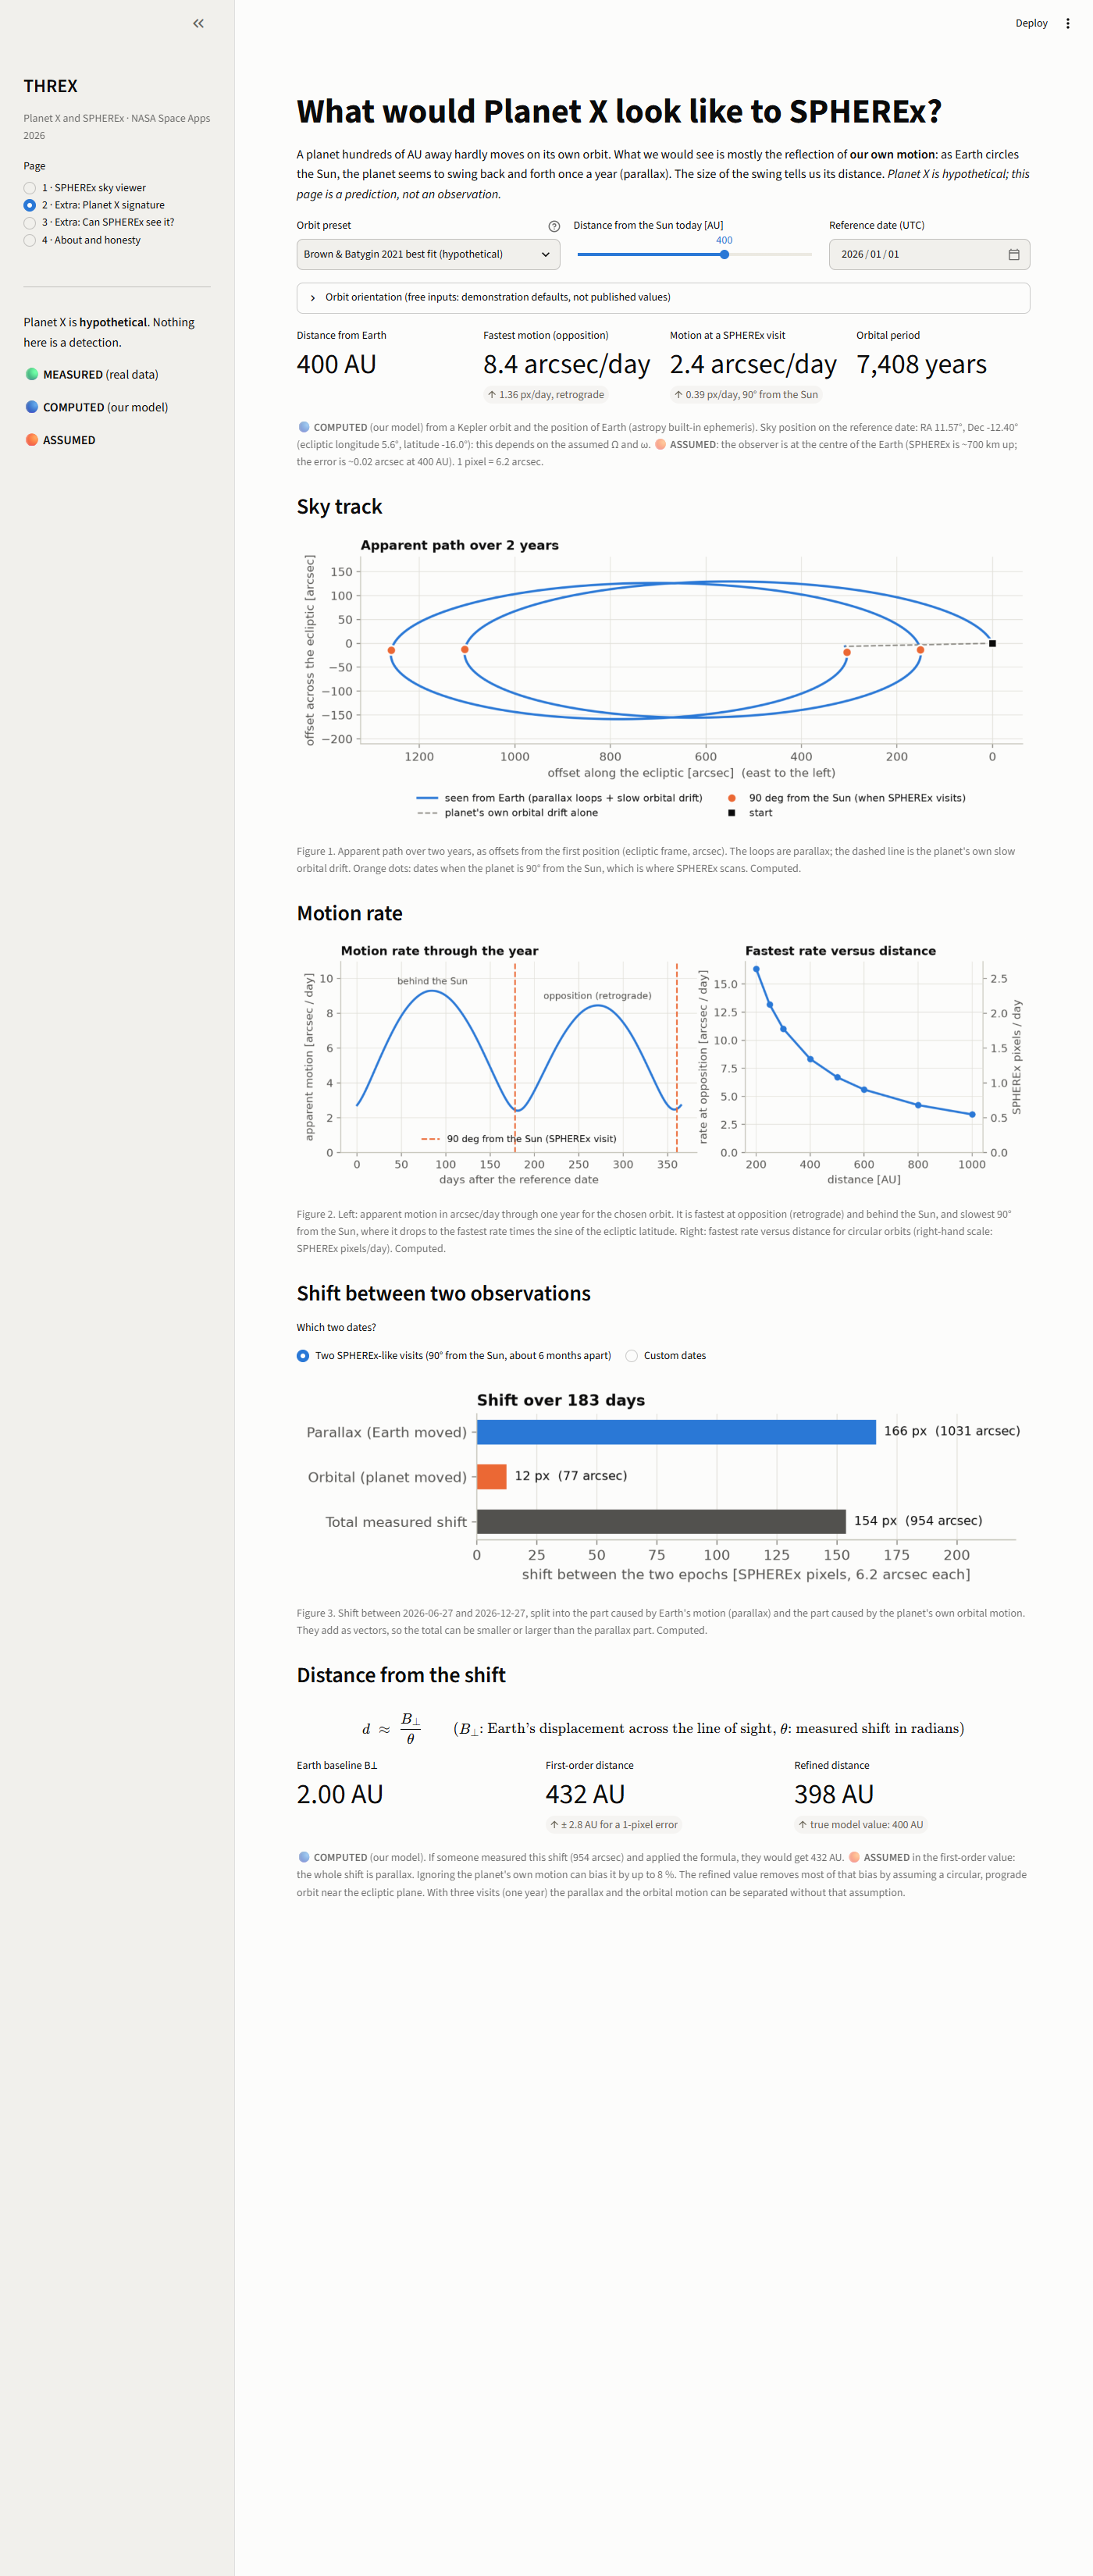 Deploy
THREX
Planet X and SPHEREx · NASA Space Apps
2026
Page
1 · SPHEREx sky viewer
2 · Extra: Planet X signature
3 · Extra: Can SPHEREx see it?
4 · About and honesty
Planet X is hypothetical. Nothing
here is a detection.
MEASURED (real data)
COMPUTED (our model)
ASSUMED
What would Planet X look like to SPHEREx?
A planet hundreds of AU away hardly moves on its own orbit. What we would see is mostly the reflection of our own motion: as Earth circles
the Sun, the planet seems to swing back and forth once a year (parallax). The size of the swing tells us its distance. Planet X is hypothetical; this
page is a prediction, not an observation.
Orbit preset
Distance from the Sun today [AU]
Reference date (UTC)
400
Brown & Batygin 2021 best fit (hypothetical)
2026/01/01
Orbit orientation (free inputs: demonstration defaults, not published values)
Distance from Earth
Fastest motion (opposition)
Motion at a SPHEREx visit
Orbital period
400 AU
8.4 arcsec/day
2.4 arcsec/day
7,408 years
↑ 1.36 px/day, retrograde
↑ 0.39 px/day, 90° from the Sun
COMPUTED (our model) from a Kepler orbit and the position of Earth (astropy built-in ephemeris). Sky position on the reference date: RA 11.57°, Dec -12.40°
(ecliptic longitude 5.6°, latitude -16.0°): this depends on the assumed Ω and ω. ASSUMED: the observer is at the centre of the Earth (SPHEREx is ~700 km up;
the error is ~0.02 arcsec at 400 AU). 1 pixel = 6.2 arcsec.
Sky track
Apparent path over 2 years
offset across the ecliptic [arcsec]
150
100
50
0
−50
−100
−150
−200
1200 1000 800 600 400 200 0
offset along the ecliptic [arcsec] (east to the left)
seen from Earth (parallax loops + slow orbital drift)
planet's own orbital drift alone
90 deg from the Sun (when SPHEREx visits)
start
Figure 1. Apparent path over two years, as offsets from the first position (ecliptic frame, arcsec). The loops are parallax; the dashed line is the planet's own slow
orbital drift. Orange dots: dates when the planet is 90° from the Sun, which is where SPHEREx scans. Computed.
Motion rate
Motion rate through the year
apparent motion [arcsec / day]
10
8
6
4
2
0
behind the Sun
opposition (retrograde)
90 deg from the Sun (SPHEREx visit)
0 50 100 150 200 250 300 350
days after the reference date
Fastest rate versus distance
rate at opposition [arcsec / day]
15.0
12.5
10.0
7.5
5.0
2.5
0.0
2.5
2.0
1.5
1.0
0.5
0.0
SPHEREx pixels / day
200 400 600 800 1000
distance [AU]
Figure 2. Left: apparent motion in arcsec/day through one year for the chosen orbit. It is fastest at opposition (retrograde) and behind the Sun, and slowest 90°
from the Sun, where it drops to the fastest rate times the sine of the ecliptic latitude. Right: fastest rate versus distance for circular orbits (right-hand scale:
SPHEREx pixels/day). Computed.
Shift between two observations
Which two dates?
Two SPHEREx-like visits (90° from the Sun, about 6 months apart)
Custom dates
Shift over 183 days
Parallax (Earth moved)
166 px (1031 arcsec)
Orbital (planet moved)
12 px (77 arcsec)
Total measured shift
154 px (954 arcsec)
0 25 50 75 100 125 150 175 200
shift between the two epochs [SPHEREx pixels, 6.2 arcsec each]
Figure 3. Shift between 2026-06-27 and 2026-12-27, split into the part caused by Earth's motion (parallax) and the part caused by the planet's own orbital motion.
They add as vectors, so the total can be smaller or larger than the parallax part. Computed.
Distance from the shift
d ≈ B⊥/θ (B⊥: Earth's displacement across the line of sight, θ: measured shift in radians)
Earth baseline B⊥
First-order distance
Refined distance
2.00 AU
432 AU
398 AU
↑ ± 2.8 AU for a 1-pixel error
↑ true model value: 400 AU
COMPUTED (our model). If someone measured this shift (954 arcsec) and applied the formula, they would get 432 AU. ASSUMED in the first-order value:
the whole shift is parallax. Ignoring the planet's own motion can bias it by up to 8 %. The refined value removes most of that bias by assuming a circular, prograde
orbit near the ecliptic plane. With three visits (one year) the parallax and the orbital motion can be separated without that assumption.